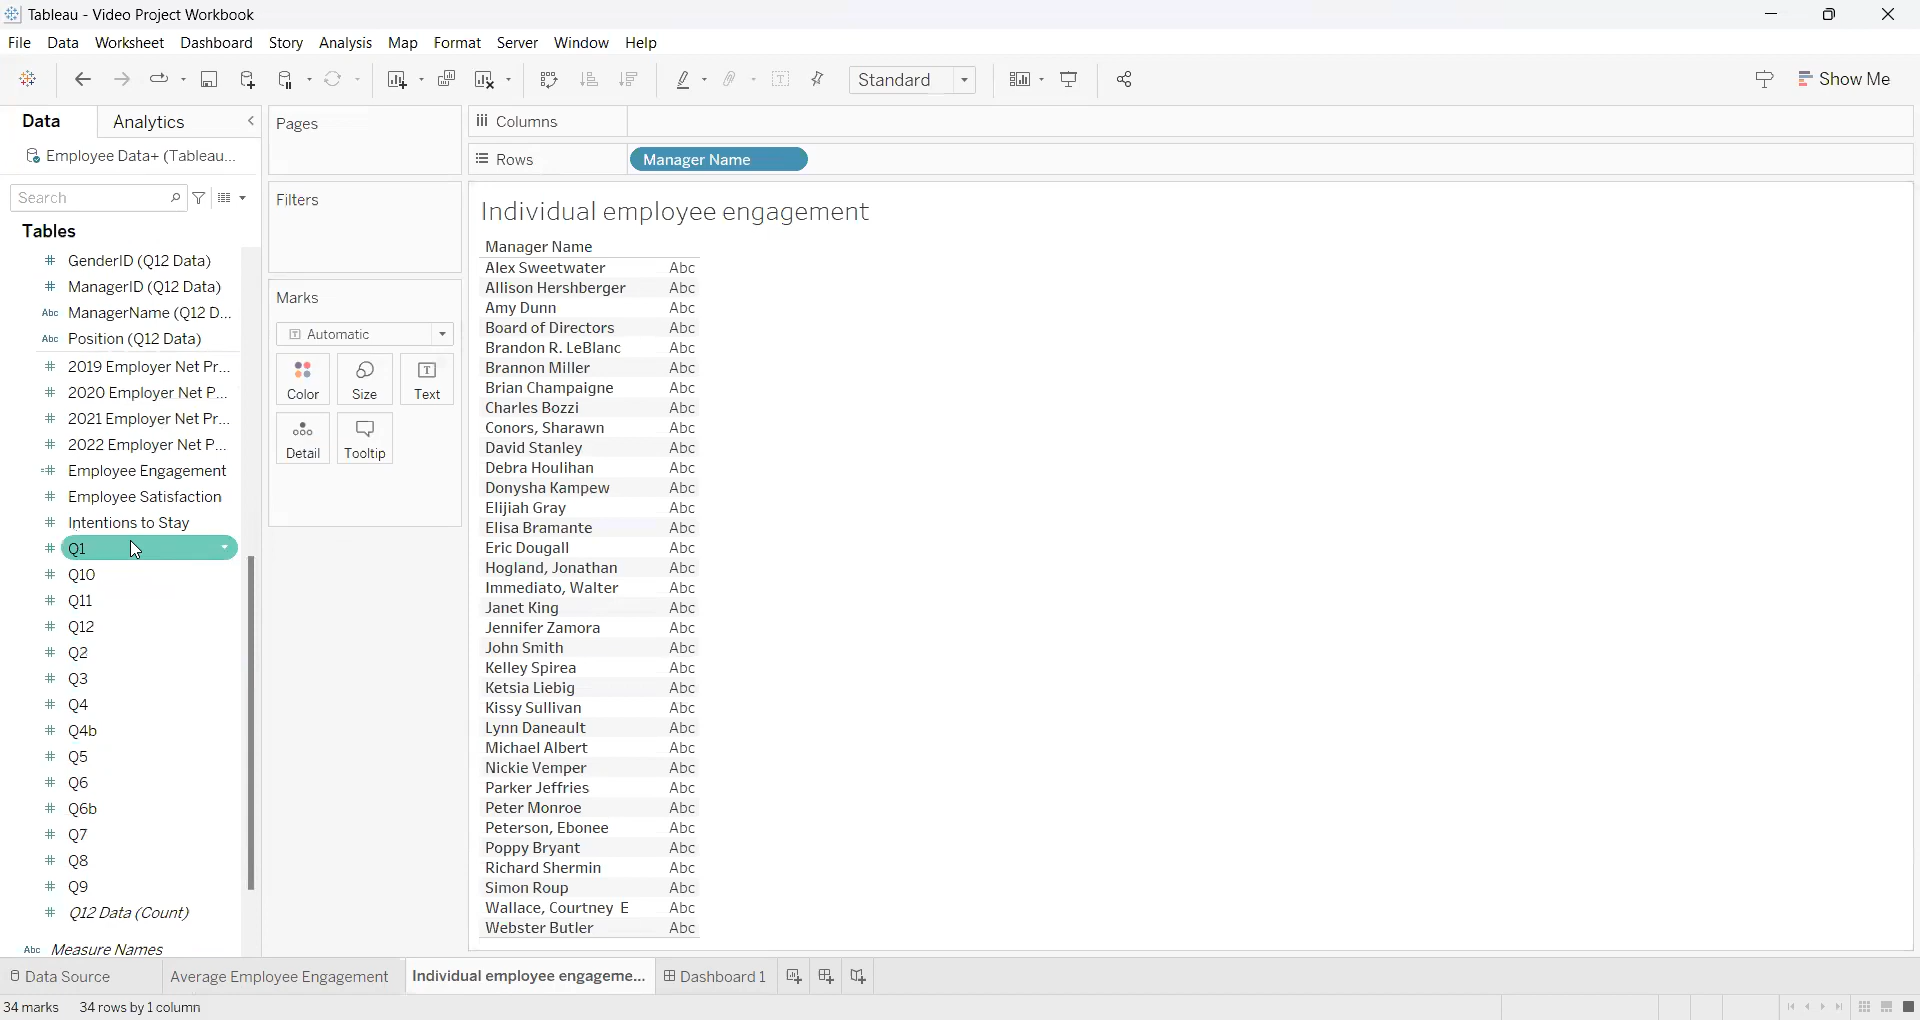 Tableau - Video Project Workbook
File Data Worksheet Dashboard Story Analysis Map Format Server Window Help
Standard
Show Me
Data Analytics
Employee Data+ (Tableau...
Search
Tables
GenderID (Q12 Data)
ManagerID (Q12 Data)
Abc ManagerName (Q12 D...
Abc Position (Q12 Data)
2019 Employer Net Pr...
2020 Employer Net P...
2021 Employer Net Pr...
2022 Employer Net P...
Employee Engagement
Employee Satisfaction
Intentions to Stay
Q1
Q10
Q11
Q12
Q2
Q3
Q4
Q4b
Q5
Q6
Q6b
Q7
Q8
Q9
Q12 Data (Count)
Abc Measure Names
Pages
Filters
Marks
Automatic
Color Size Text
Detail Tooltip
Columns
Rows Manager Name
Individual employee engagement
Manager Name
Alex Sweetwater Abc
Allison Hershberger Abc
Amy Dunn Abc
Board of Directors Abc
Brandon R. LeBlanc Abc
Brannon Miller Abc
Brian Champaigne Abc
Charles Bozzi Abc
Conors, Sharawn Abc
David Stanley Abc
Debra Houlihan Abc
Donysha Kampew Abc
Elijiah Gray Abc
Elisa Bramante Abc
Eric Dougall Abc
Hogland, Jonathan Abc
Immediato, Walter Abc
Janet King Abc
Jennifer Zamora Abc
John Smith Abc
Kelley Spirea Abc
Ketsia Liebig Abc
Kissy Sullivan Abc
Lynn Daneault Abc
Michael Albert Abc
Nickie Vemper Abc
Parker Jeffries Abc
Peter Monroe Abc
Peterson, Ebonee Abc
Poppy Bryant Abc
Richard Shermin Abc
Simon Roup Abc
Wallace, Courtney E Abc
Webster Butler Abc
Data Source Average Employee Engagement Individual employee engageme... Dashboard 1
34 marks 34 rows by 1 column